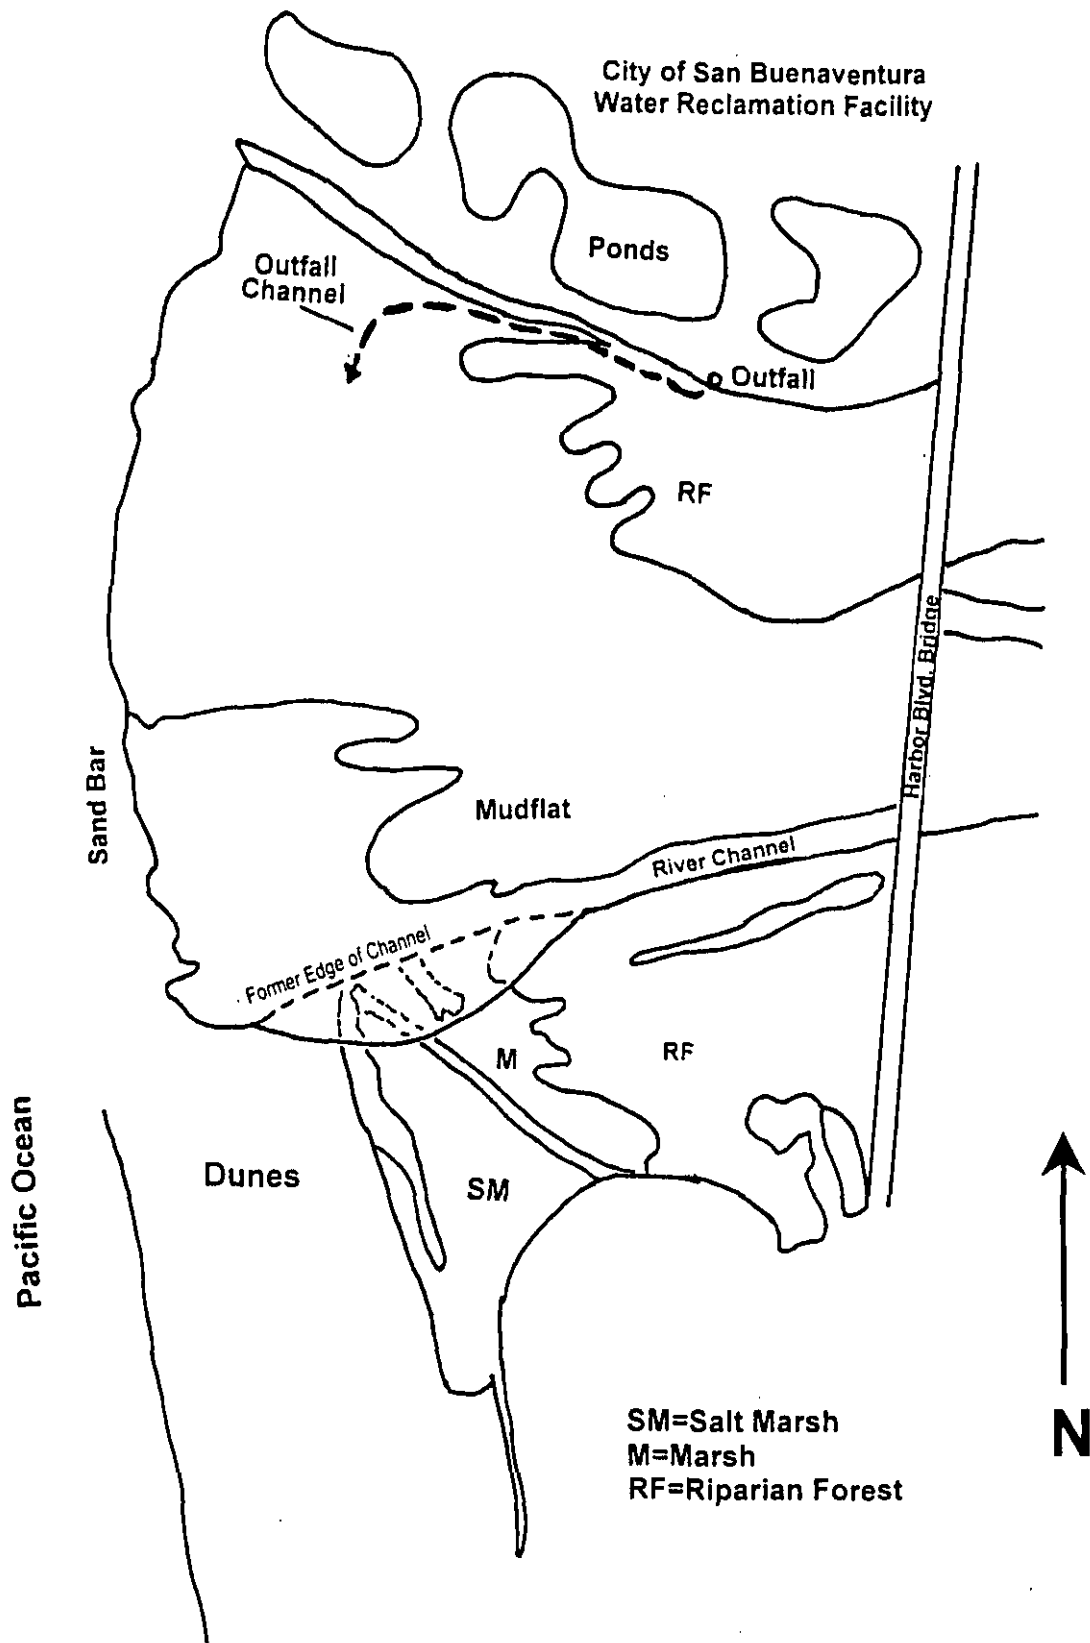 City of San Buenaventura
Water Reclamation Facility
Ponds
Outfall
Channel
Outfall
RF
Harbor Blvd. Bridge
Sand Bar
Mudflat
River Channel
Former Edge of Channel
M
RF
Pacific Ocean
Dunes
SM
SM=Salt Marsh
M=Marsh
RF=Riparian Forest
N